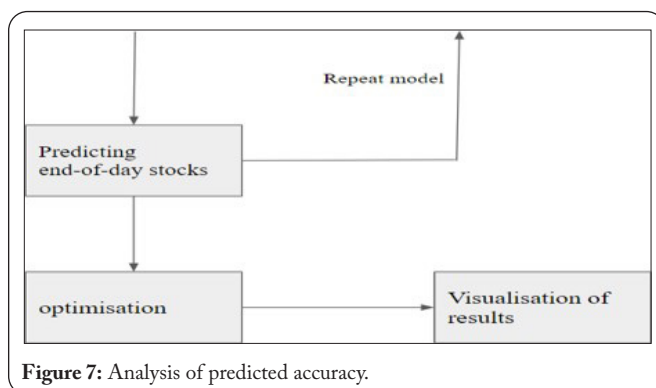 Repeat model
Predicting
end-of-day stocks
optimisation
Visualisation of
results
Figure 7: Analysis of predicted accuracy.